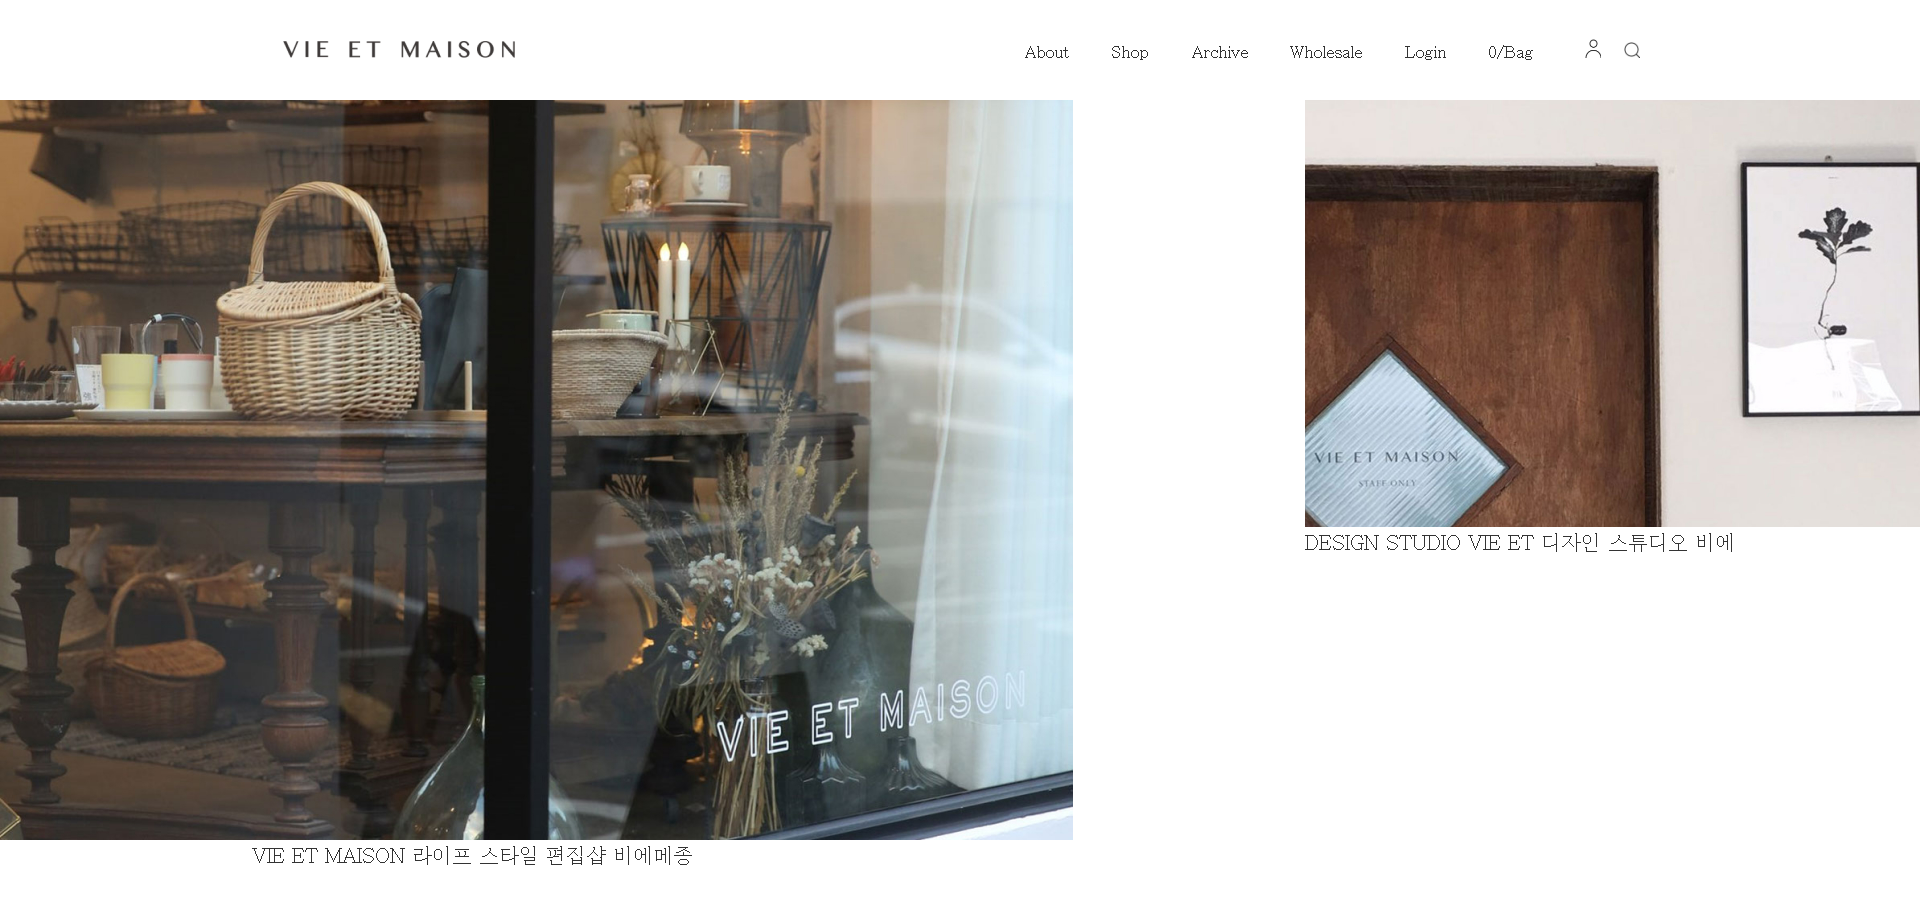 VIE ET MAISON
About Shop Archive Wholesale Login 0/Bag
VIE ET MAISON
STAFF ONLY
DESIGN STUDIO VIE ET 디자인 스튜디오 비에
VIE ET MAISON
VIE ET MAISON 라이프 스타일 편집샵 비에메종